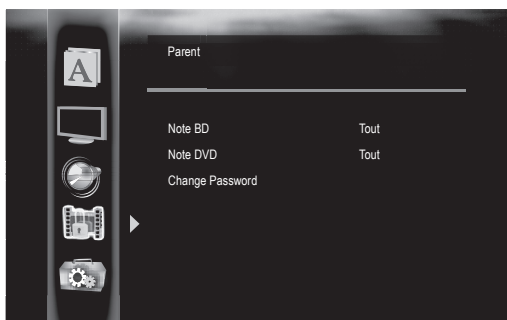 A
Parent
Note BD Tout
Note DVD Tout
Change Password